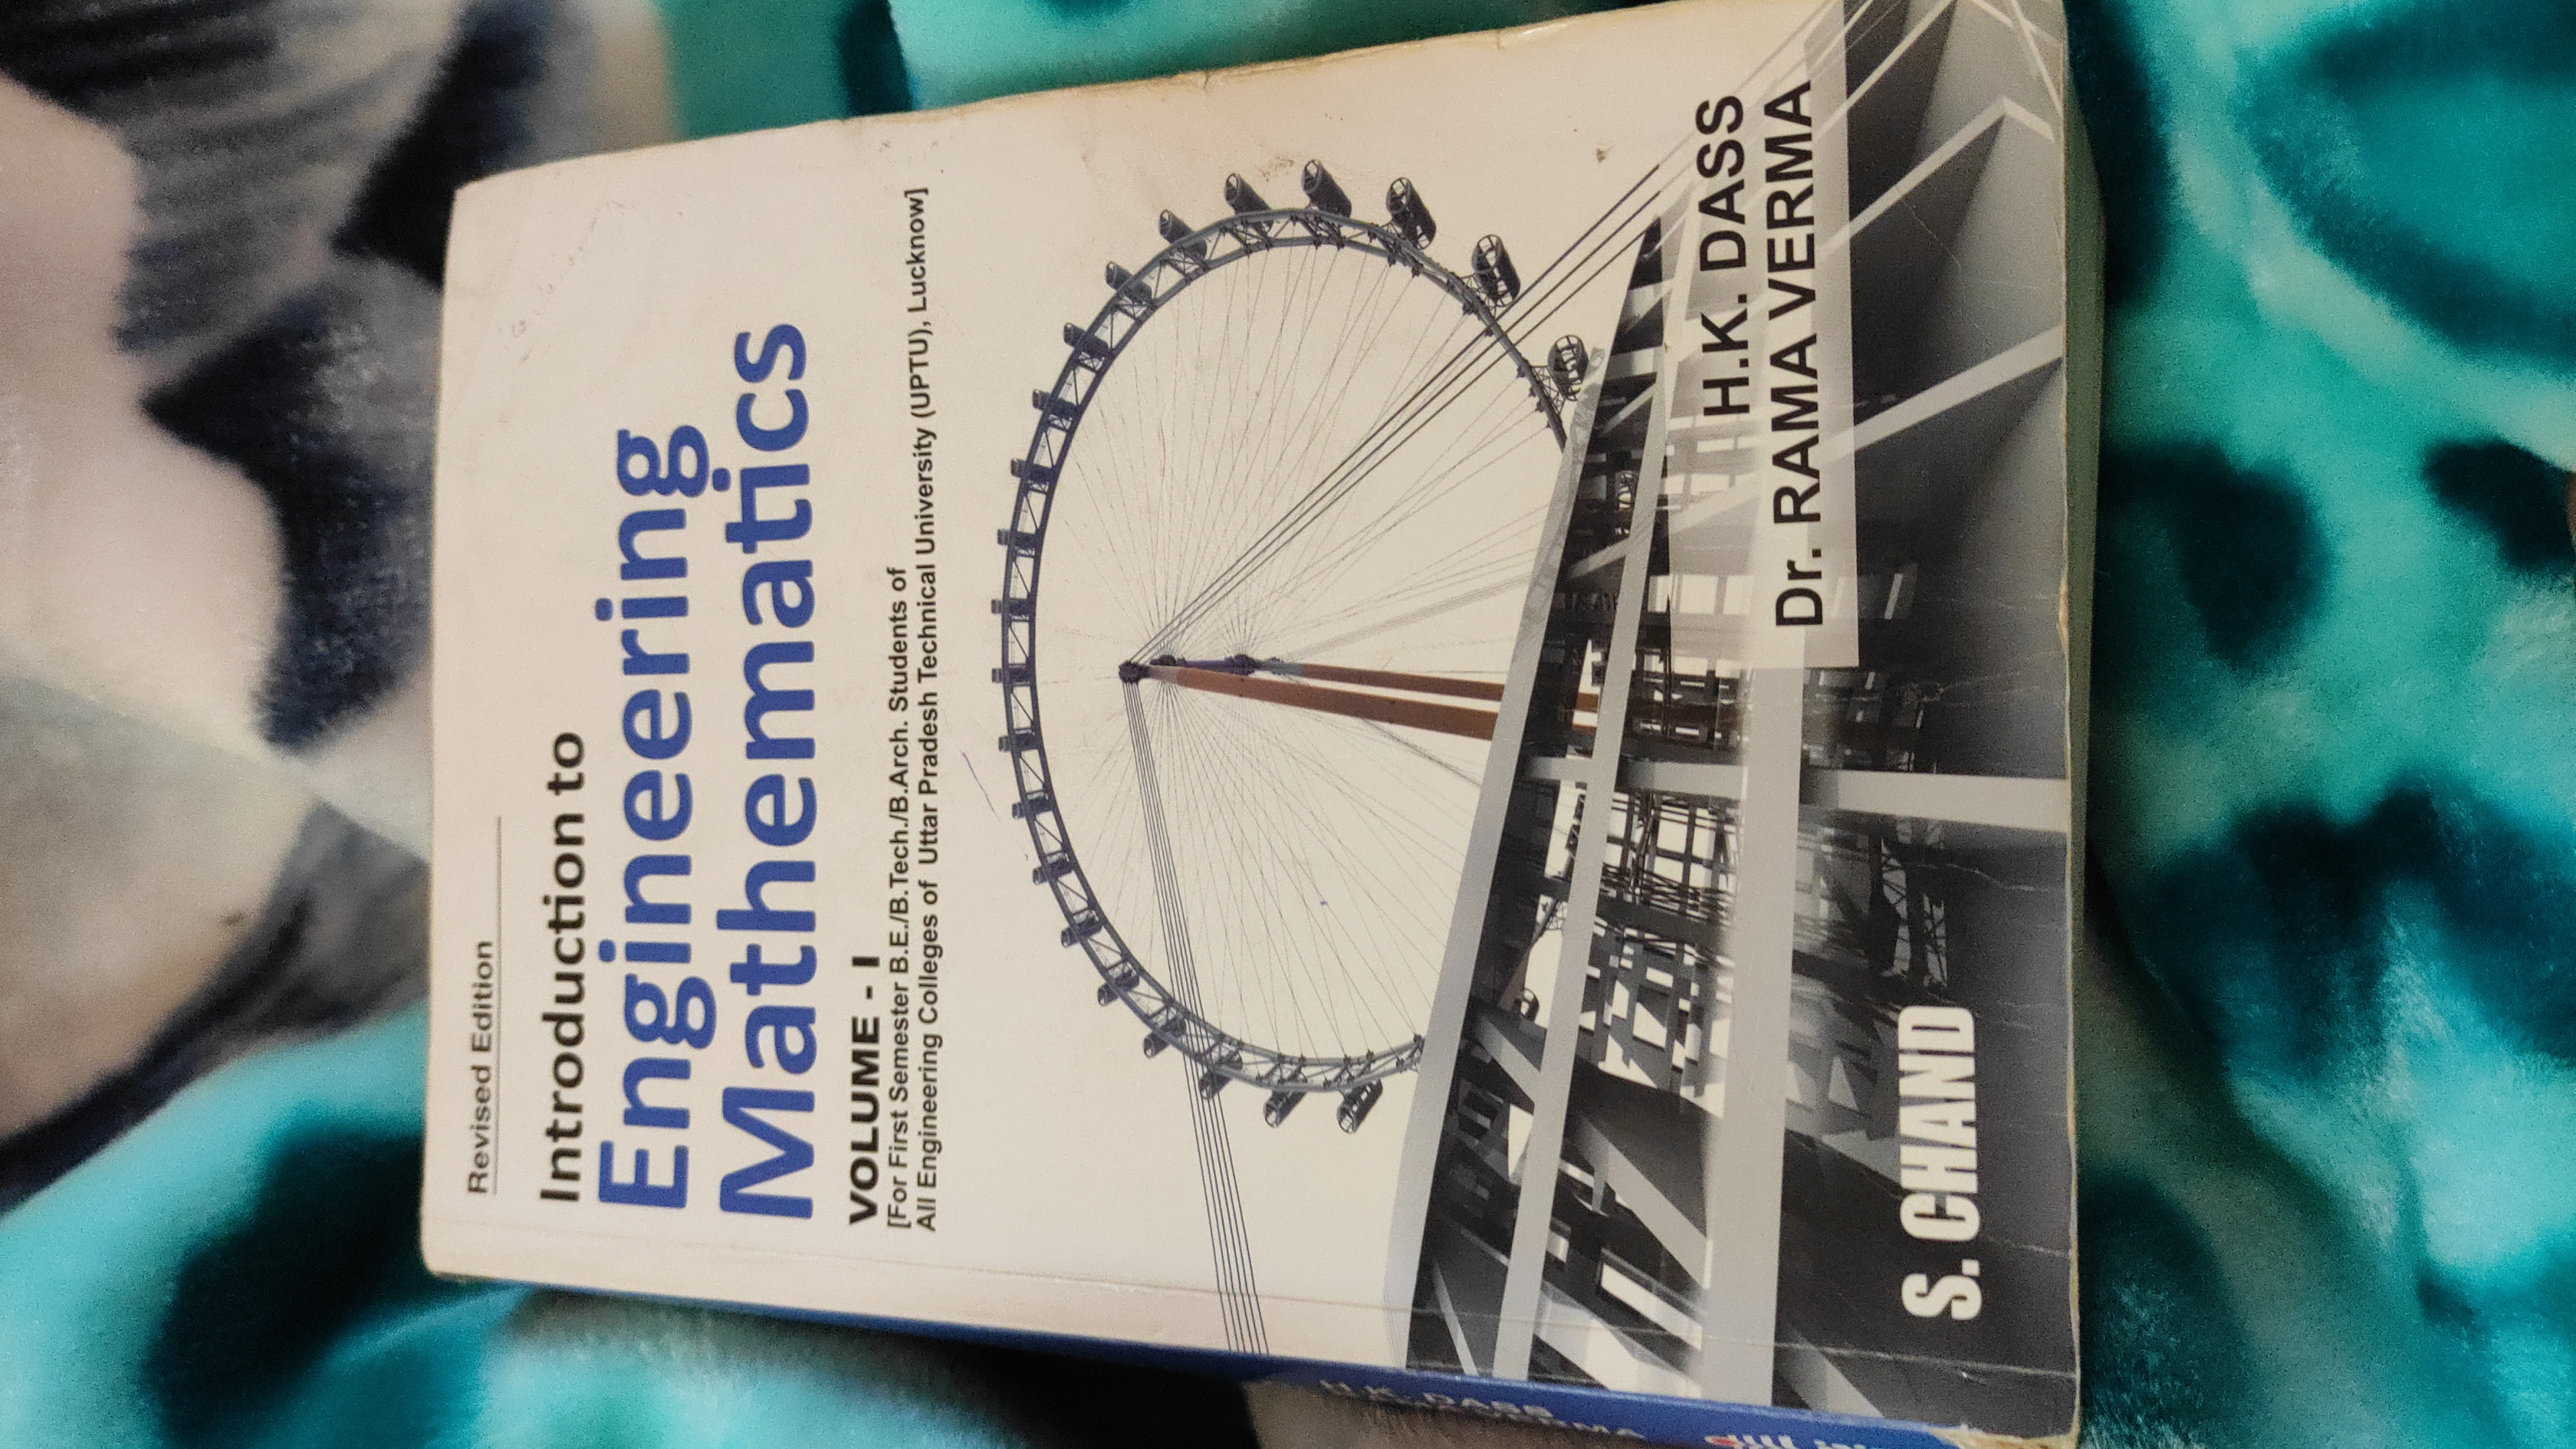 Revised Edition
Introduction to
Engineering
Mathematics
VOLUME - I
[For First Semester B.E./B.Tech./B.Arch. Students of
All Engineering Colleges of Uttar Pradesh Technical University (UPTU), Lucknow]
H.K. DASS
Dr. RAMA VERMA
S. CHAND